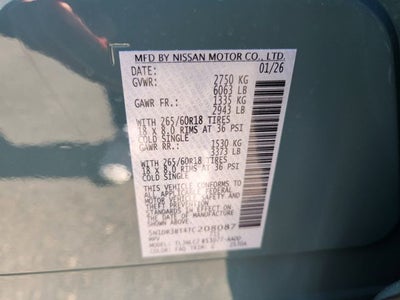 MFD BY NISSAN MOTOR CO., LTD.
DATE: 01/26
GVWR: 2750 KG
6063 LB
GAWR FR: 1335 KG
2943 LB
WITH 265/60R18 TIRES
18 X 8.0 RIMS AT 36 PSI
COLD SINGLE
GAWR RR: 1530 KG
3373 LB
WITH 265/60R18 TIRES
18 X 8.0 RIMS AT 36 PSI
COLD SINGLE
THIS VEHICLE CONFORMS TO
ALL APPLICABLE FEDERAL
MOTOR VEHICLE SAFETY
STANDARDS IN EFFECT ON THE
DATE OF MANUFACTURE
SHOWN ABOVE.
MPV
COLOR TRIM: